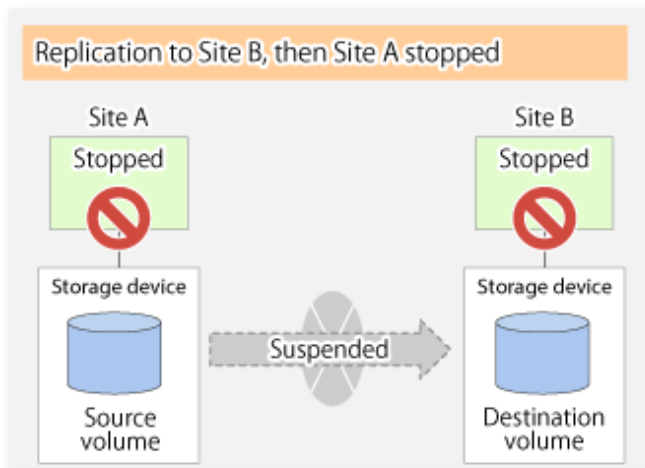 Replication to Site B, then Site A stopped
Site A
Stopped
Storage device
Source
volume
Suspended
Site B
Stopped
Storage device
Destination
volume